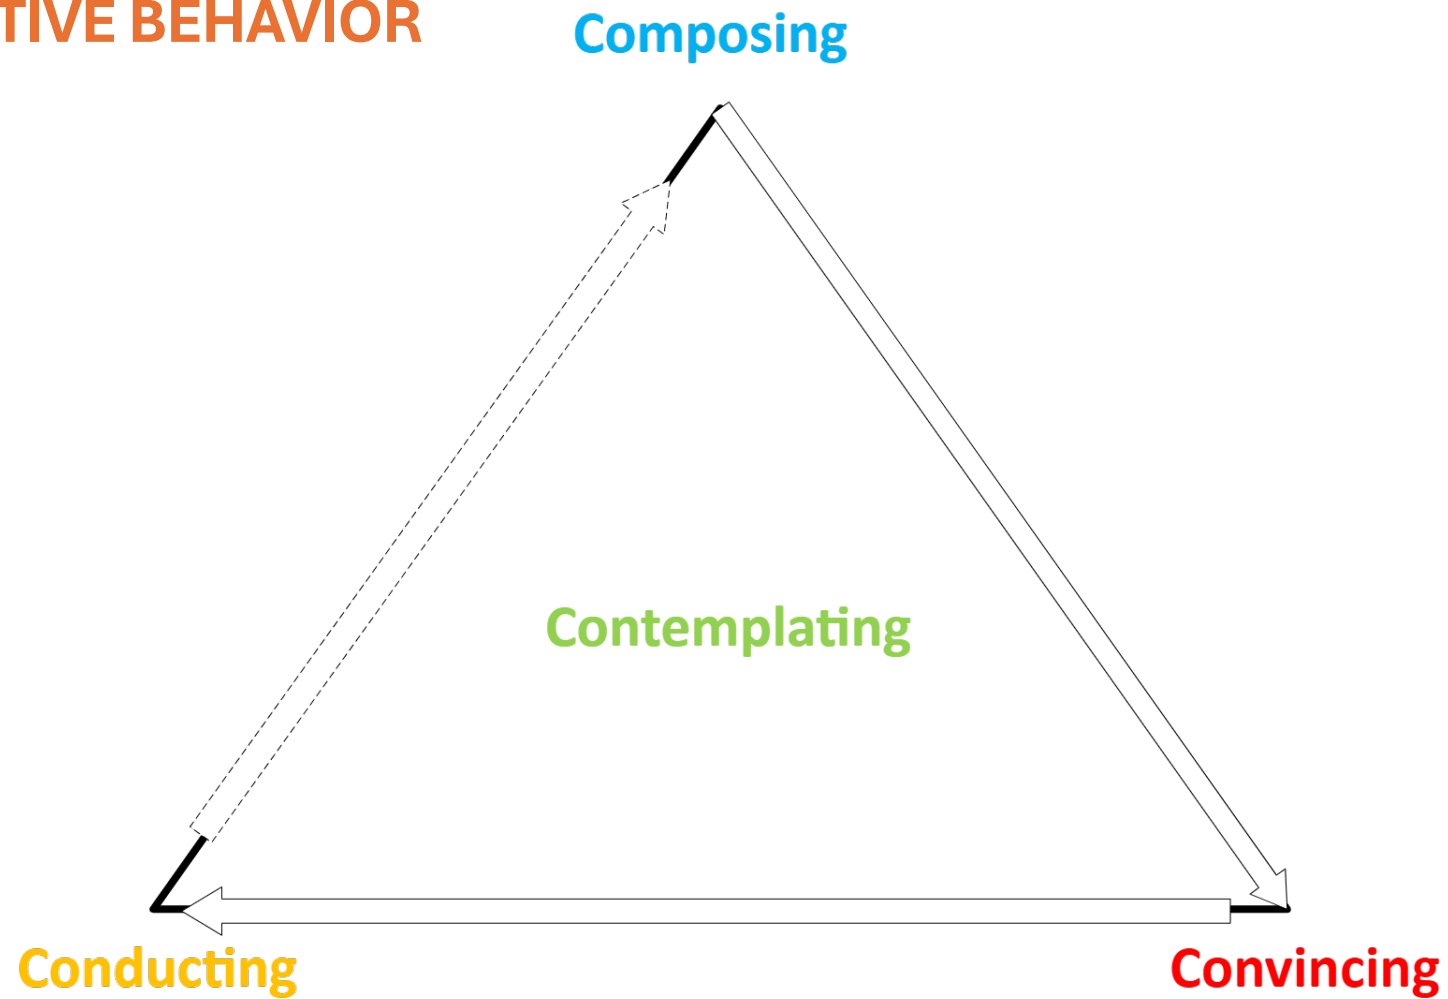 TIVE BEHAVIOR
Composing
Contemplating
Conducting
Convincing